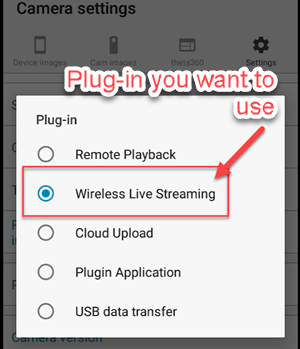 Camera settings
Device images
Cam images
theta360
Settings
Plug-in you want to
use
Plug-in
Remote Playback
Wireless Live Streaming
Cloud Upload
Plugin Application
USB data transfer
Camera version